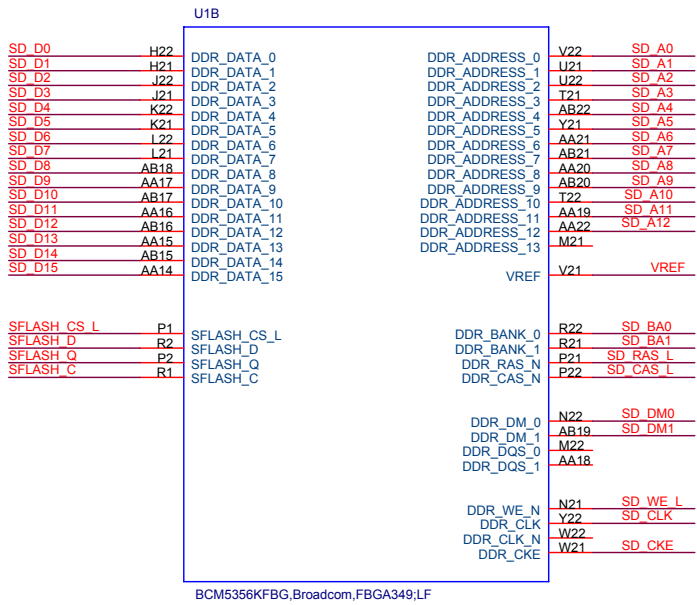 U1B
SD_D0 H22 DDR_DATA_0 DDR_ADDRESS_0 V22 SD_A0
SD_D1 H21 DDR_DATA_1 DDR_ADDRESS_1 U21 SD_A1
SD_D2 J22 DDR_DATA_2 DDR_ADDRESS_2 U22 SD_A2
SD_D3 J21 DDR_DATA_3 DDR_ADDRESS_3 T21 SD_A3
SD_D4 K22 DDR_DATA_4 DDR_ADDRESS_4 AB22 SD_A4
SD_D5 K21 DDR_DATA_5 DDR_ADDRESS_5 Y21 SD_A5
SD_D6 L22 DDR_DATA_6 DDR_ADDRESS_6 AA21 SD_A6
SD_D7 L21 DDR_DATA_7 DDR_ADDRESS_7 AB21 SD_A7
SD_D8 AB18 DDR_DATA_8 DDR_ADDRESS_8 AA20 SD_A8
SD_D9 AA17 DDR_DATA_9 DDR_ADDRESS_9 AB20 SD_A9
SD_D10 AB17 DDR_DATA_10 DDR_ADDRESS_10 T22 SD_A10
SD_D11 AA16 DDR_DATA_11 DDR_ADDRESS_11 AA19 SD_A11
SD_D12 AB16 DDR_DATA_12 DDR_ADDRESS_12 AA22 SD_A12
SD_D13 AA15 DDR_DATA_13 DDR_ADDRESS_13 M21
SD_D14 AB15 DDR_DATA_14
SD_D15 AA14 DDR_DATA_15 VREF V21 VREF
SFLASH_CS_L P1 SFLASH_CS_L DDR_BANK_0 R22 SD_BA0
SFLASH_D R2 SFLASH_D DDR_BANK_1 R21 SD_BA1
SFLASH_Q P2 SFLASH_Q DDR_RAS_N P21 SD_RAS_L
SFLASH_C R1 SFLASH_C DDR_CAS_N P22 SD_CAS_L
DDR_DM_0 N22 SD_DM0
DDR_DM_1 AB19 SD_DM1
DDR_DQS_0 M22
DDR_DQS_1 AA18
DDR_WE_N N21 SD_WE_L
DDR_CLK Y22 SD_CLK
DDR_CLK_N W22
DDR_CKE W21 SD_CKE
BCM5356KFBG,Broadcom,FBGA349;LF